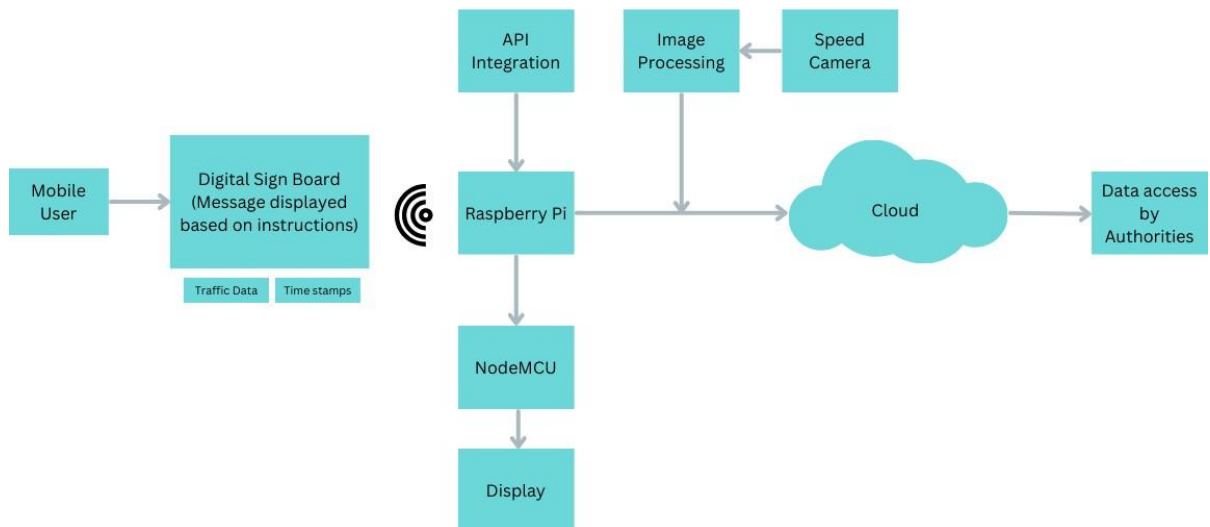 API
Integration
Image
Processing
Speed
Camera
Mobile
User
Digital Sign Board
(Message displayed
based on instructions)
Traffic Data
Time stamps
Raspberry Pi
Cloud
Data access
by
Authorities
NodeMCU
Display